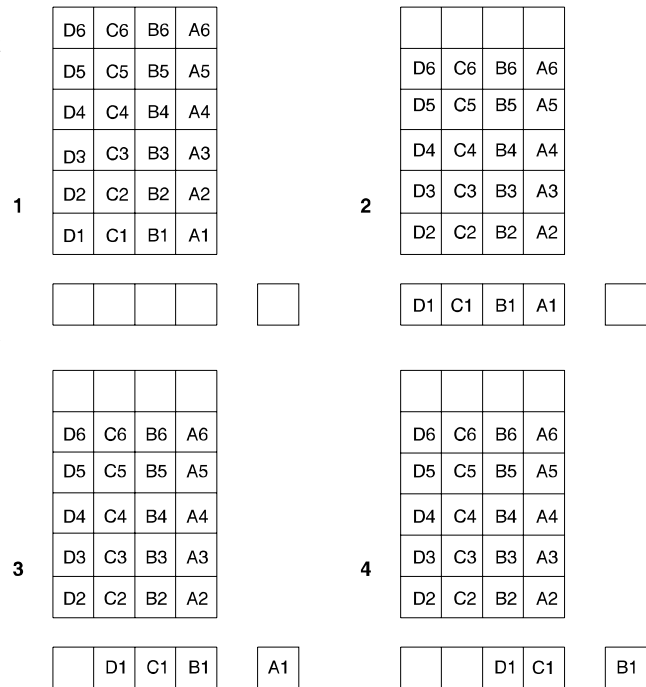 D6 C6 B6 A6
D5 C5 B5 A5
D4 C4 B4 A4
D3 C3 B3 A3
D2 C2 B2 A2
D1 C1 B1 A1
1
D6 C6 B6 A6
D5 C5 B5 A5
D4 C4 B4 A4
D3 C3 B3 A3
D2 C2 B2 A2
2
D1 C1 B1 A1
D6 C6 B6 A6
D5 C5 B5 A5
D4 C4 B4 A4
D3 C3 B3 A3
D2 C2 B2 A2
3
D1 C1 B1 A1
D6 C6 B6 A6
D5 C5 B5 A5
D4 C4 B4 A4
D3 C3 B3 A3
D2 C2 B2 A2
4
D1 C1 B1